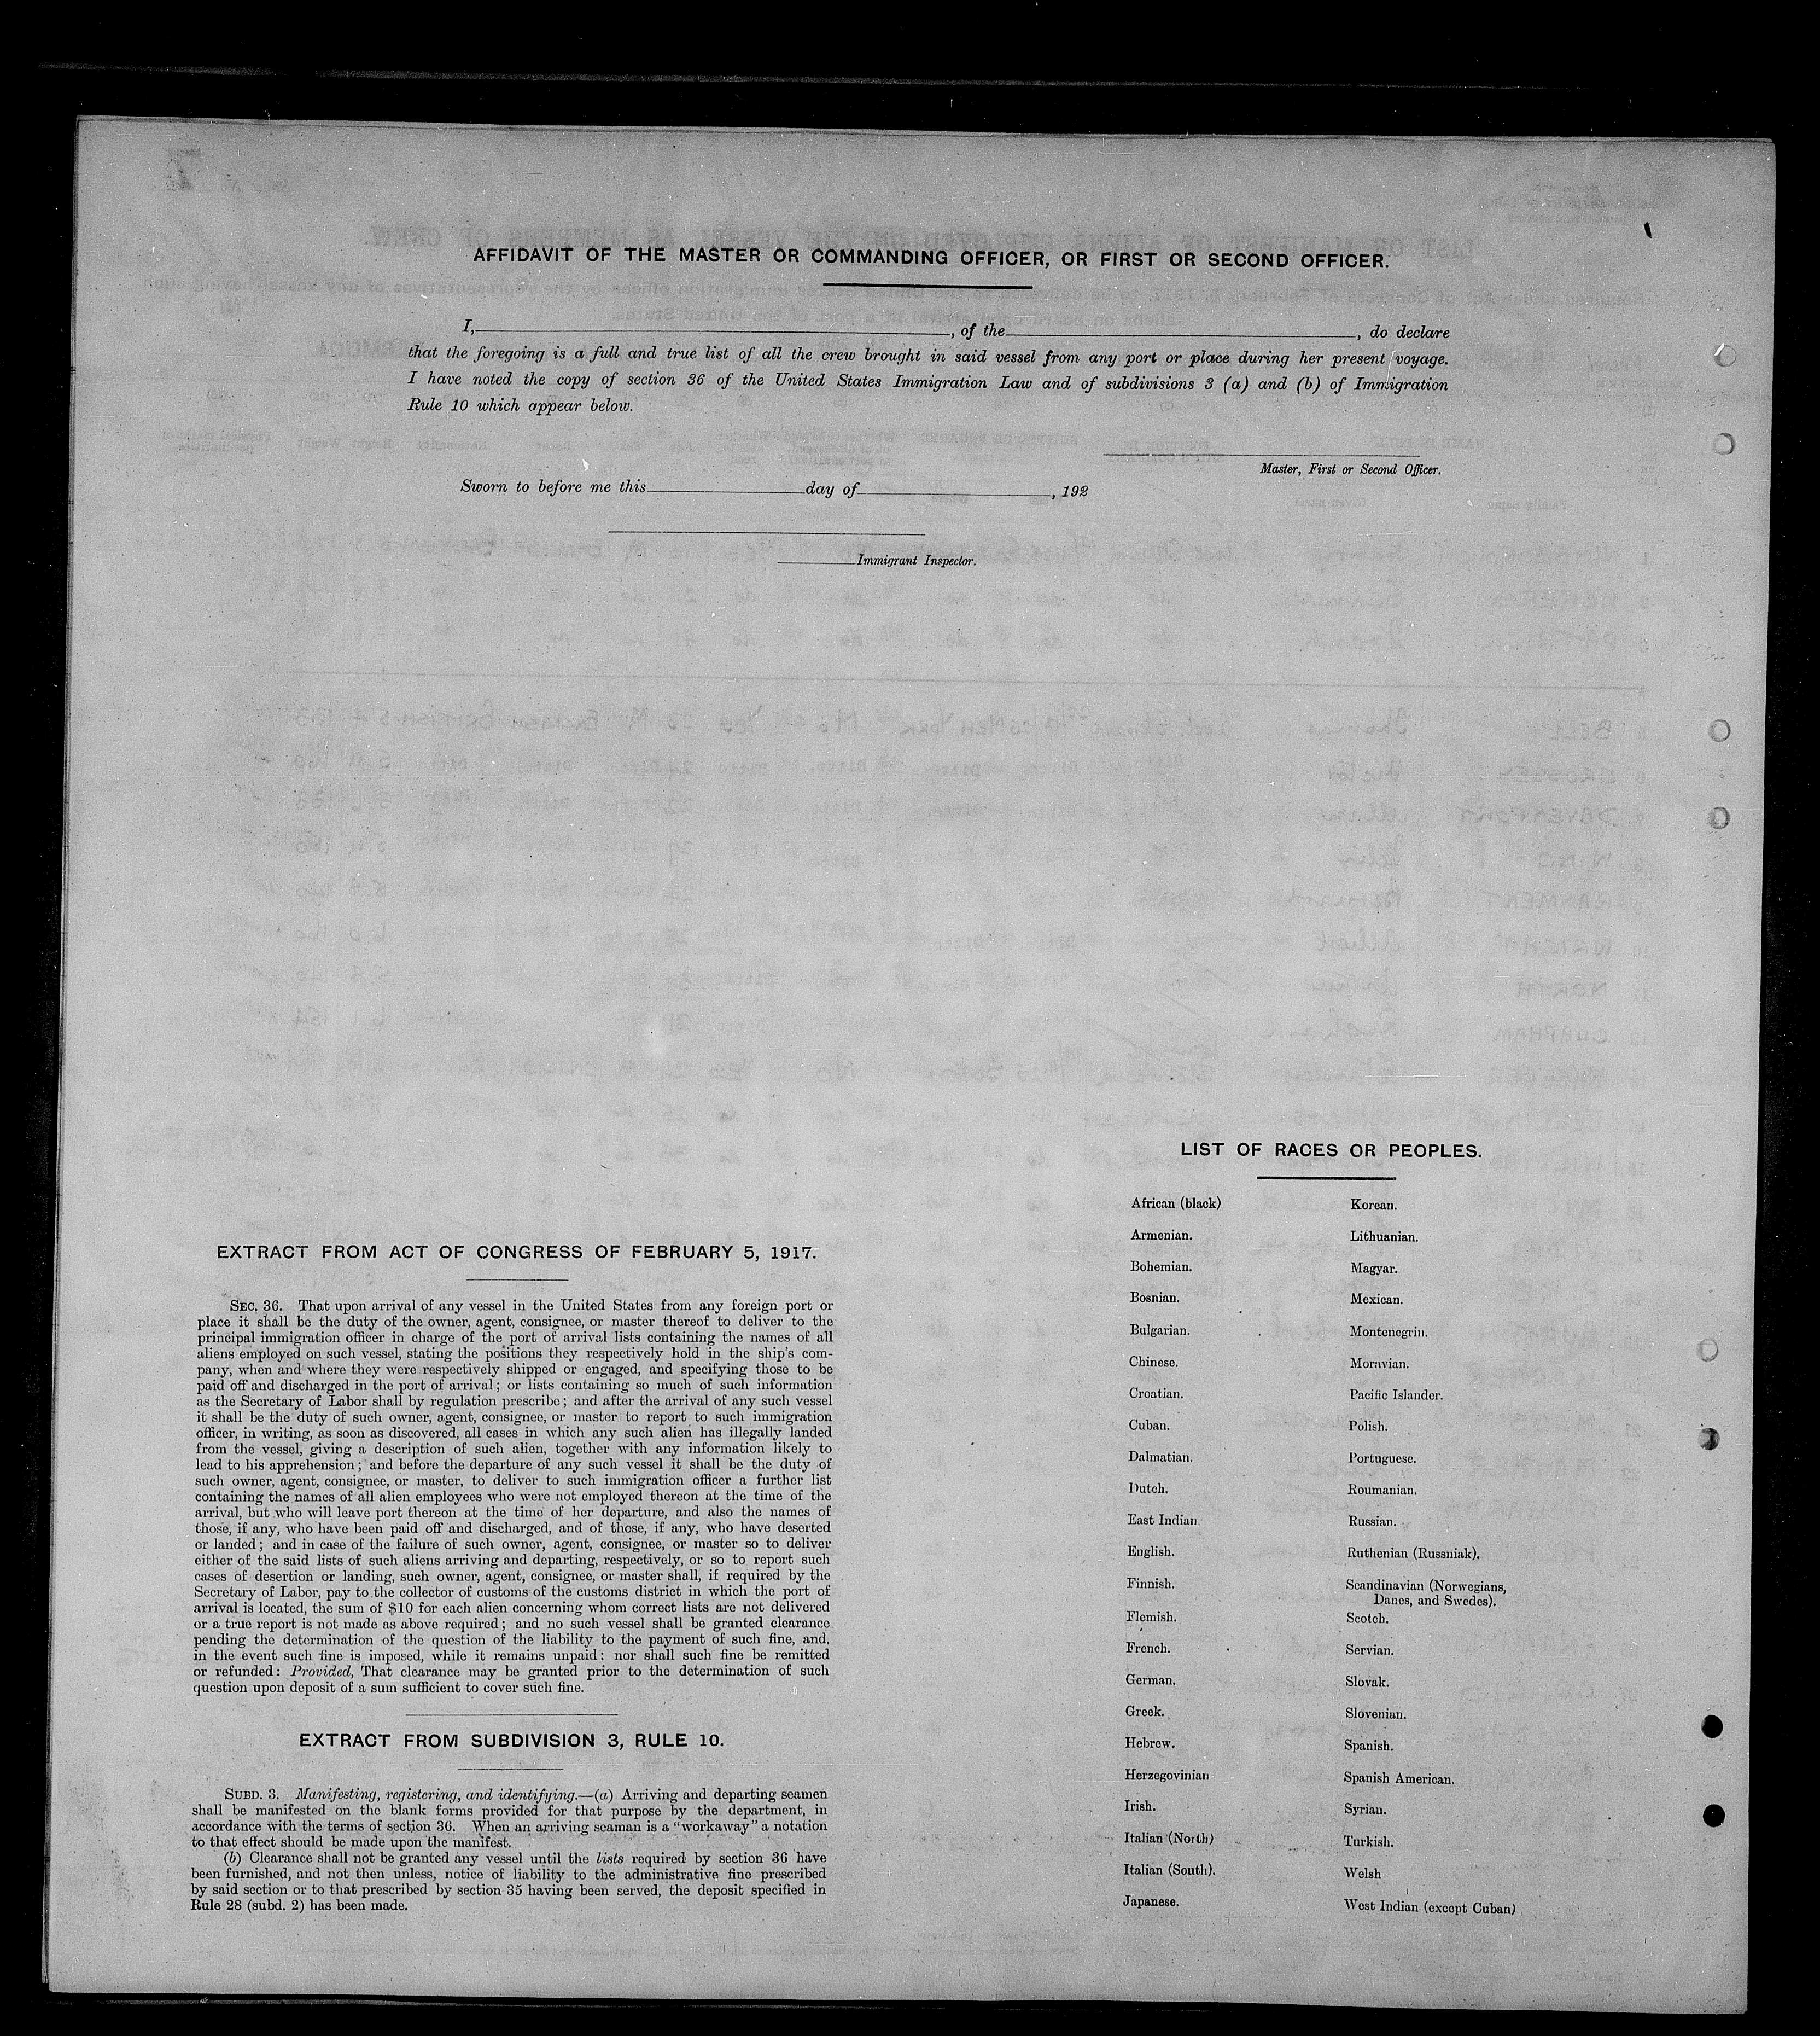 AFFIDAVIT OF THE MASTER OR COMMANDING OFFICER, OR FIRST OR SECOND OFFICER.
I, , of the , do declare
that the foregoing is a full and true list of all the crew brought in said vessel from any port or place during her present voyage.
I have noted the copy of section 36 of the United States Immigration Law and of subdivisions 3 (a) and (b) of Immigration
Rule 10 which appear below.
Master, First or Second Officer.
Sworn to before me this day of , 192
Immigrant Inspector.
EXTRACT FROM ACT OF CONGRESS OF FEBRUARY 5, 1917.
SEC. 36. That upon arrival of any vessel in the United States from any foreign port or
place it shall be the duty of the owner, agent, consignee, or master thereof to deliver to the
principal immigration officer in charge of the port of arrival lists containing the names of all
aliens employed on such vessel, stating the positions they respectively hold in the ship's com-
pany, when and where they were respectively shipped or engaged, and specifying those to be
paid off and discharged in the port of arrival; or lists containing so much of such information
as the Secretary of Labor shall by regulation prescribe; and after the arrival of any such vessel
it shall be the duty of such owner, agent, consignee, or master to report to such immigration
officer, in writing, as soon as discovered, all cases in which any such alien has illegally landed
from the vessel, giving a description of such alien, together with any information likely to
lead to his apprehension; and before the departure of any such vessel it shall be the duty of
such owner, agent, consignee, or master, to deliver to such immigration officer a further list
containing the names of all alien employees who were not employed thereon at the time of the
arrival, but who will leave port thereon at the time of her departure, and also the names of
those, if any, who have been paid off and discharged, and of those, if any, who have deserted
or landed; and in case of the failure of such owner, agent, consignee, or master so to deliver
either of the said lists of such aliens arriving and departing, respectively, or so to report such
cases of desertion or landing, such owner, agent, consignee, or master shall, if required by the
Secretary of Labor, pay to the collector of customs of the customs district in which the port of
arrival is located, the sum of $10 for each alien concerning whom correct lists are not delivered
or a true report is not made as above required; and no such vessel shall be granted clearance
pending the determination of the question of the liability to the payment of such fine, and,
in the event such fine is imposed, while it remains unpaid; nor shall such fine be remitted
or refunded: Provided, That clearance may be granted prior to the determination of such
question upon deposit of a sum sufficient to cover such fine.
EXTRACT FROM SUBDIVISION 3, RULE 10.
SUBD. 3. Manifesting, registering, and identifying.—(a) Arriving and departing seamen
shall be manifested on the blank forms provided for that purpose by the department, in
accordance with the terms of section 36. When an arriving seaman is a "workaway" a notation
to that effect should be made upon the manifest.
(b) Clearance shall not be granted any vessel until the lists required by section 36 have
been furnished, and not then unless, notice of liability to the administrative fine prescribed
by said section or to that prescribed by section 35 having been served, the deposit specified in
Rule 28 (subd. 2) has been made.
LIST OF RACES OR PEOPLES.
African (black)
Armenian.
Bohemian.
Bosnian.
Bulgarian.
Chinese.
Croatian.
Cuban.
Dalmatian.
Dutch.
East Indian
English.
Finnish.
Flemish.
French.
German.
Greek.
Hebrew.
Herzegovinian
Irish.
Italian (North)
Italian (South).
Japanese.
Korean.
Lithuanian.
Magyar.
Mexican.
Montenegrin.
Moravian.
Pacific Islander.
Polish.
Portuguese.
Roumanian.
Russian.
Ruthenian (Russniak).
Scandinavian (Norwegians,
Danes, and Swedes).
Scotch.
Servian.
Slovak.
Slovenian.
Spanish.
Spanish American.
Syrian.
Turkish.
Welsh
West Indian (except Cuban)